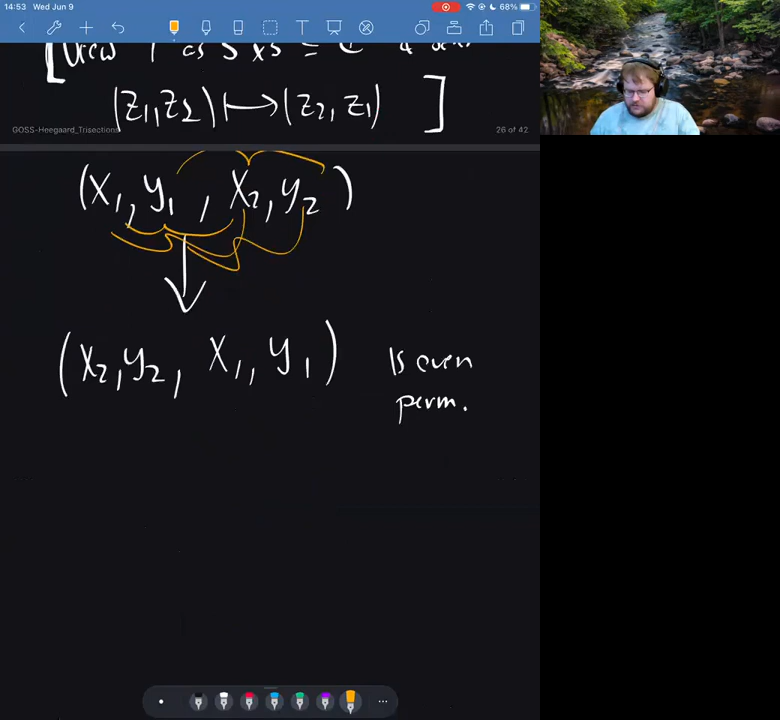 14:53 Wed Jun 9
68%
(z1, z2) ↦ (z2, z1) ]
GOSS-Heegaard_Trisections
26 of 42
(x1, y1, x2, y2)
(x2, y2, x1, y1) Is even
perm.